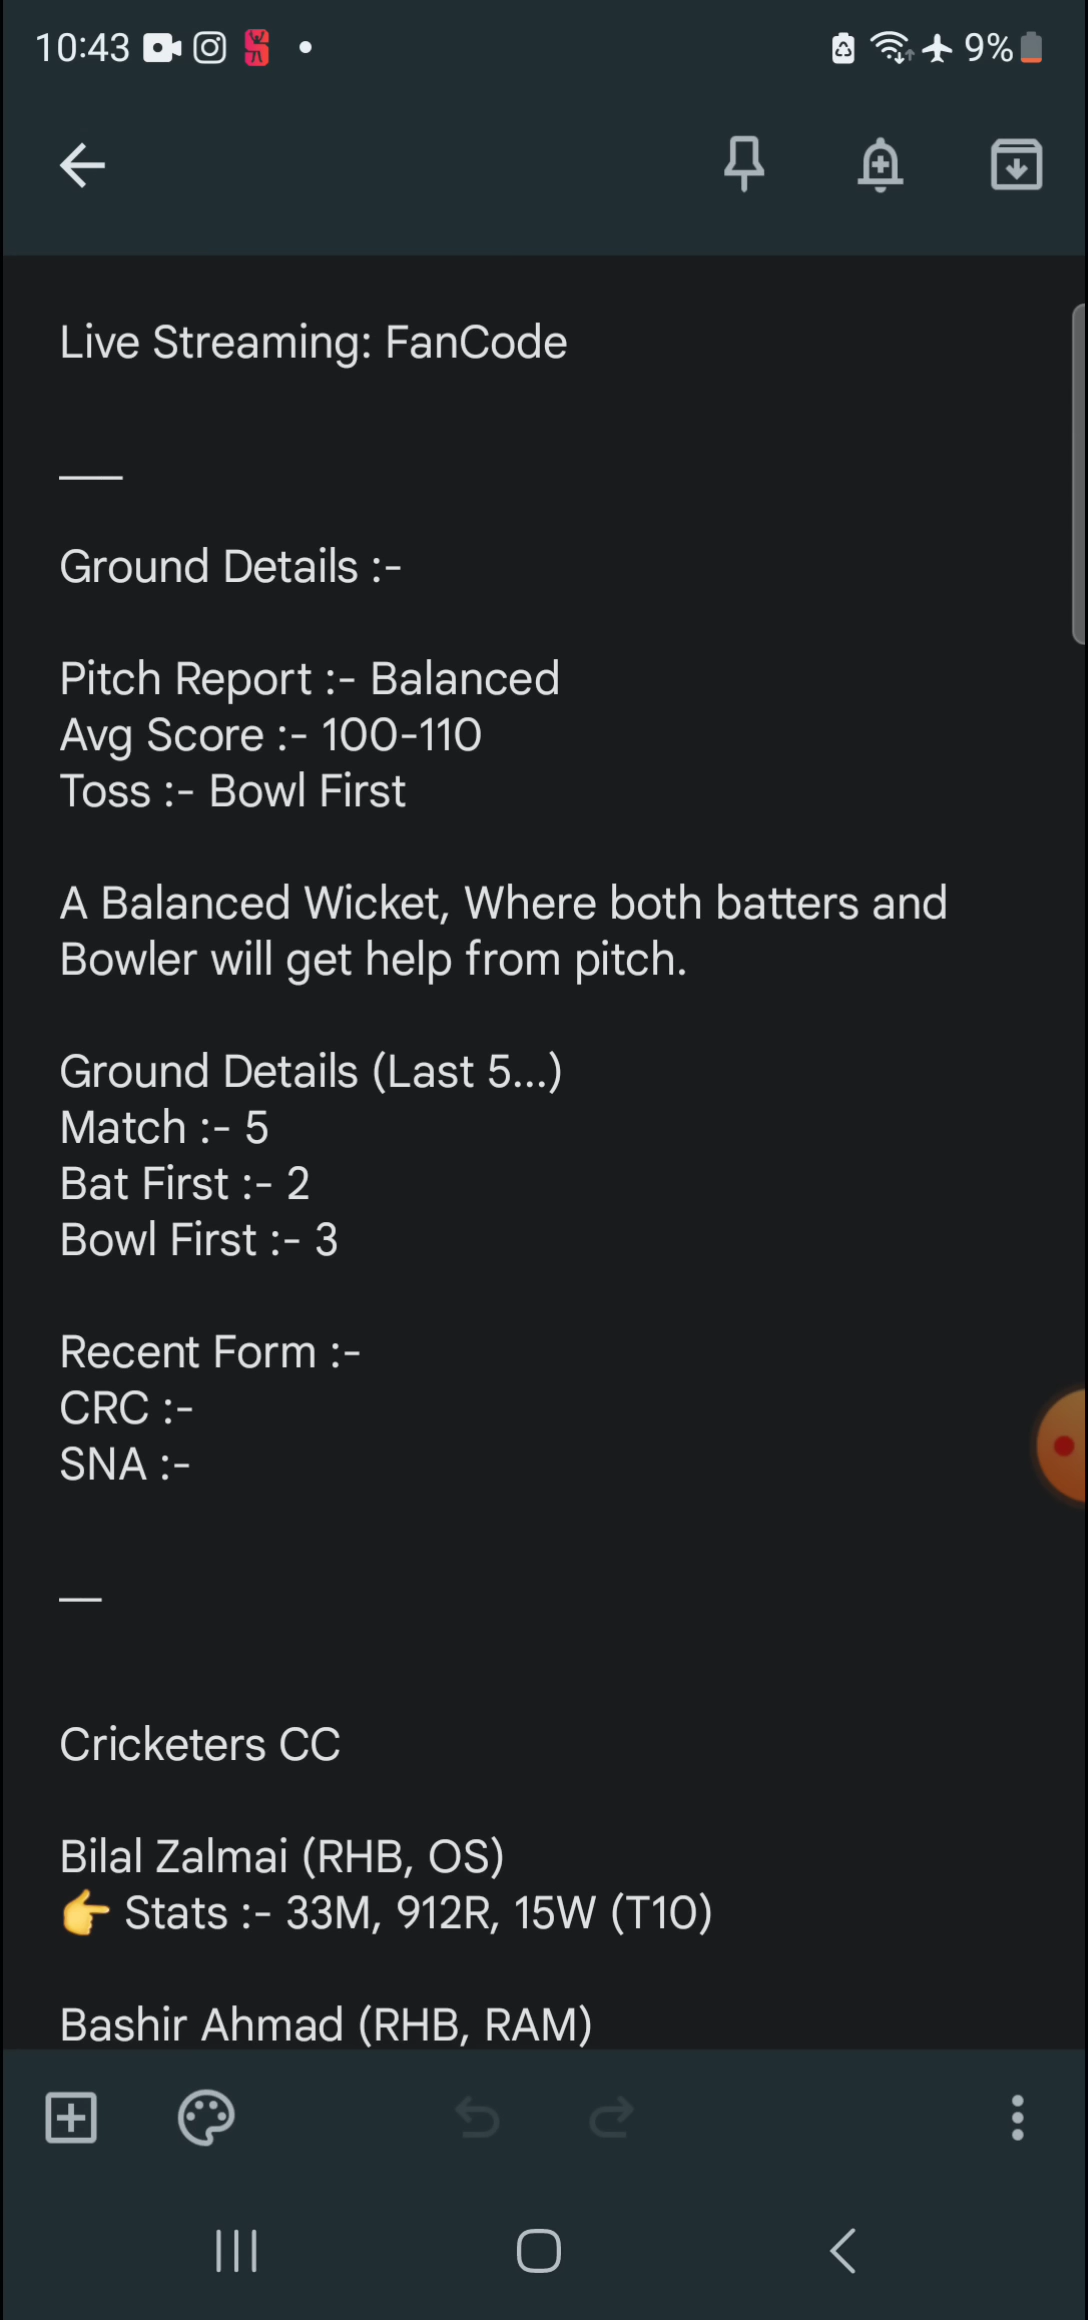 10:43
9%
Live Streaming: FanCode
Ground Details :-
Pitch Report :- Balanced
Avg Score :- 100-110
Toss :- Bowl First
A Balanced Wicket, Where both batters and
Bowler will get help from pitch.
Ground Details (Last 5...)
Match :- 5
Bat First :- 2
Bowl First :- 3
Recent Form :-
CRC :-
SNA :-
Cricketers CC
Bilal Zalmai (RHB, OS)
👉 Stats :- 33M, 912R, 15W (T10)
Bashir Ahmad (RHB, RAM)